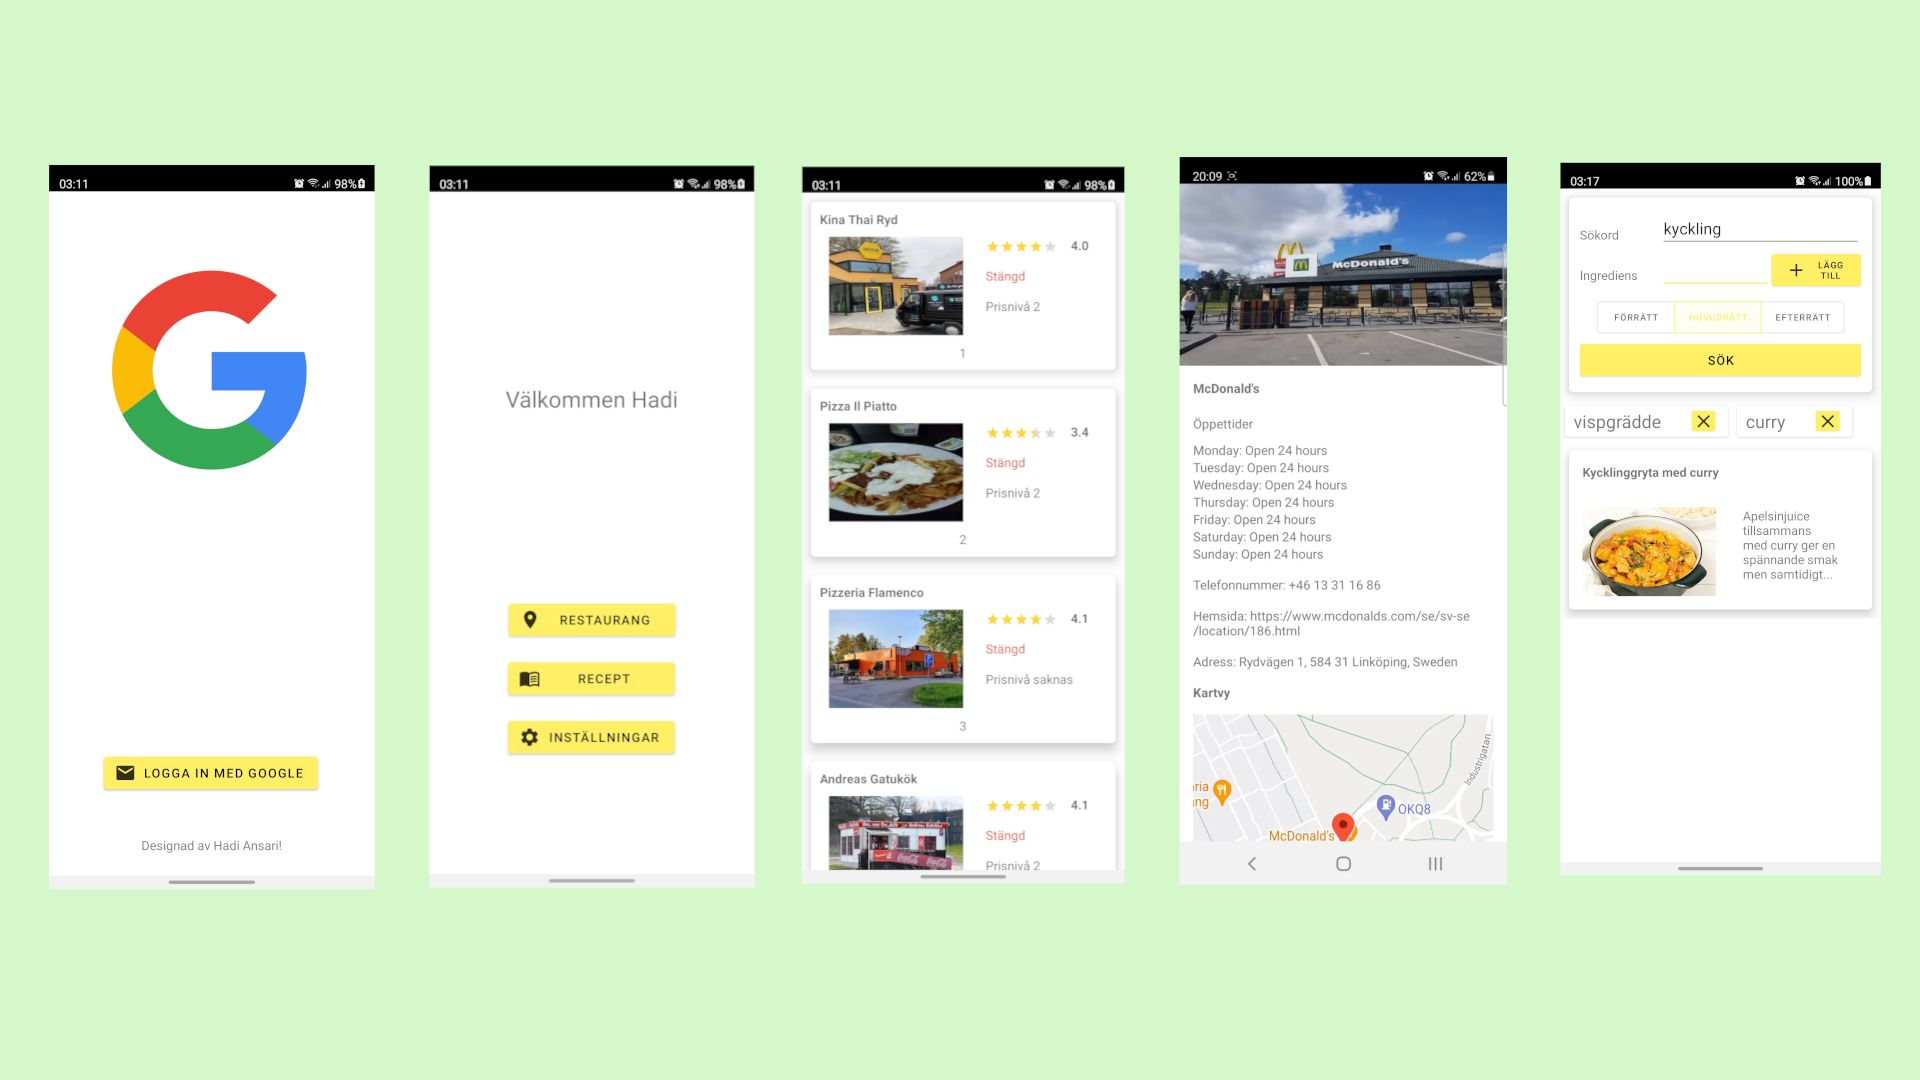 03:11
98%
LOGGA IN MED GOOGLE
Designad av Hadi Ansari!
03:11
98%
Välkommen Hadi
RESTAURANG
RECEPT
INSTÄLLNINGAR
03:11
98%
Kina Thai Ryd
4.0
Stängd
Prisnivå 2
1
Pizza Il Piatto
3.4
Stängd
Prisnivå 2
2
Pizzeria Flamenco
4.1
Stängd
Prisnivå saknas
3
Andreas Gatukök
4.1
Stängd
Prisnivå 2
20:09
62%
McDonald's
McDonald's
Öppettider
Monday: Open 24 hours
Tuesday: Open 24 hours
Wednesday: Open 24 hours
Thursday: Open 24 hours
Friday: Open 24 hours
Saturday: Open 24 hours
Sunday: Open 24 hours
Telefonnummer: +46 13 31 16 86
Hemsida: https://www.mcdonalds.com/se/sv-se
/location/186.html
Adress: Rydvägen 1, 584 31 Linköping, Sweden
Kartvy
Industrigatan
ria
ng
OKQ8
McDonald's
03:17
100%
Sökord
kyckling
Ingrediens
LÄGG
TILL
FÖRRÄTT
HUVUDRÄTT
EFTERRÄTT
SÖK
vispgrädde
curry
Kycklinggryta med curry
Apelsinjuice
tillsammans
med curry ger en
spännande smak
men samtidigt...